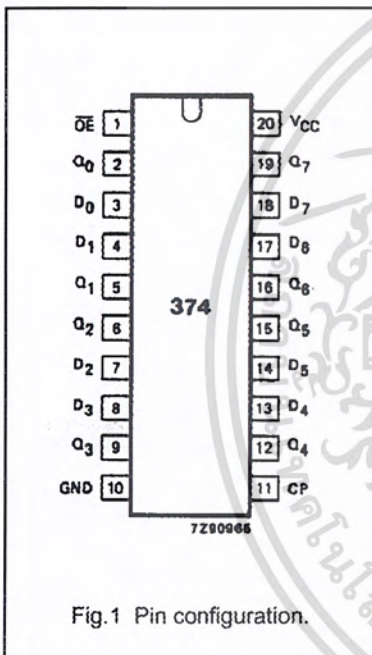 O̅E̅ 1 20 VCC
Q0 2 19 Q7
D0 3 18 D7
D1 4 17 D6
Q1 5 16 Q6
Q2 6 15 Q5
D2 7 14 D5
D3 8 13 D4
Q3 9 12 Q4
GND 10 11 CP
374
7Z90965
Fig.1 Pin configuration.